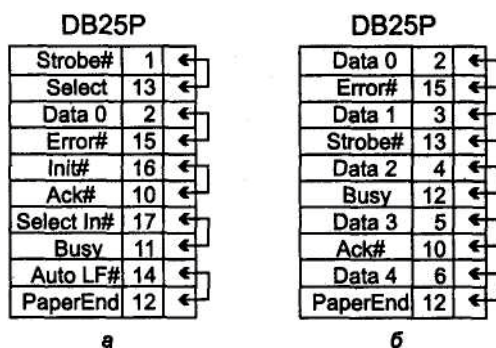 DB25P
Strobe# 1
Select 13
Data 0 2
Error# 15
Init# 16
Ack# 10
Select In# 17
Busy 11
Auto LF# 14
PaperEnd 12
а
DB25P
Data 0 2
Error# 15
Data 1 3
Strobe# 13
Data 2 4
Busy 12
Data 3 5
Ack# 10
Data 4 6
PaperEnd 12
б